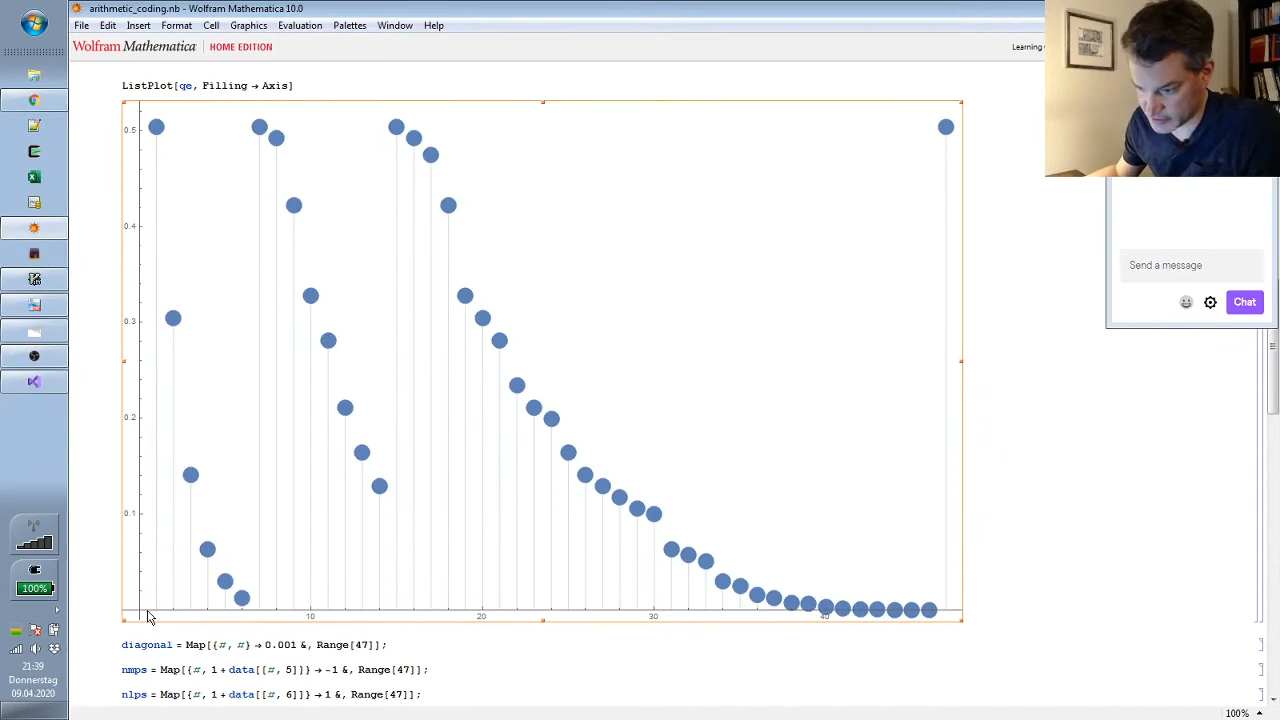 arithmetic_coding.nb - Wolfram Mathematica 10.0
File Edit Insert Format Cell Graphics Evaluation Palettes Window Help
Wolfram Mathematica | HOME EDITION
Learning
ListPlot[qe, Filling → Axis]
0.5
0.4
0.3
0.2
0.1
10 20 30 40
diagonal = Map[{#, #} → 0.001 &, Range[47]];
nmps = Map[{#, 1 + data[[#, 5]]} → -1 &, Range[47]];
nlps = Map[{#, 1 + data[[#, 6]]} → 1 &, Range[47]];
Send a message
Chat
100%
21:39
Donnerstag
09.04.2020
100%